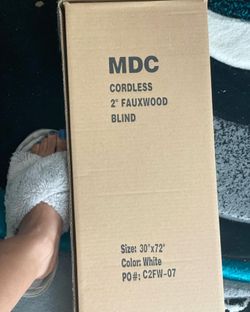 MDC
CORDLESS
2" FAUXWOOD
BLIND
Size: 30"x72"
Color: White
PO#: C2FW-07